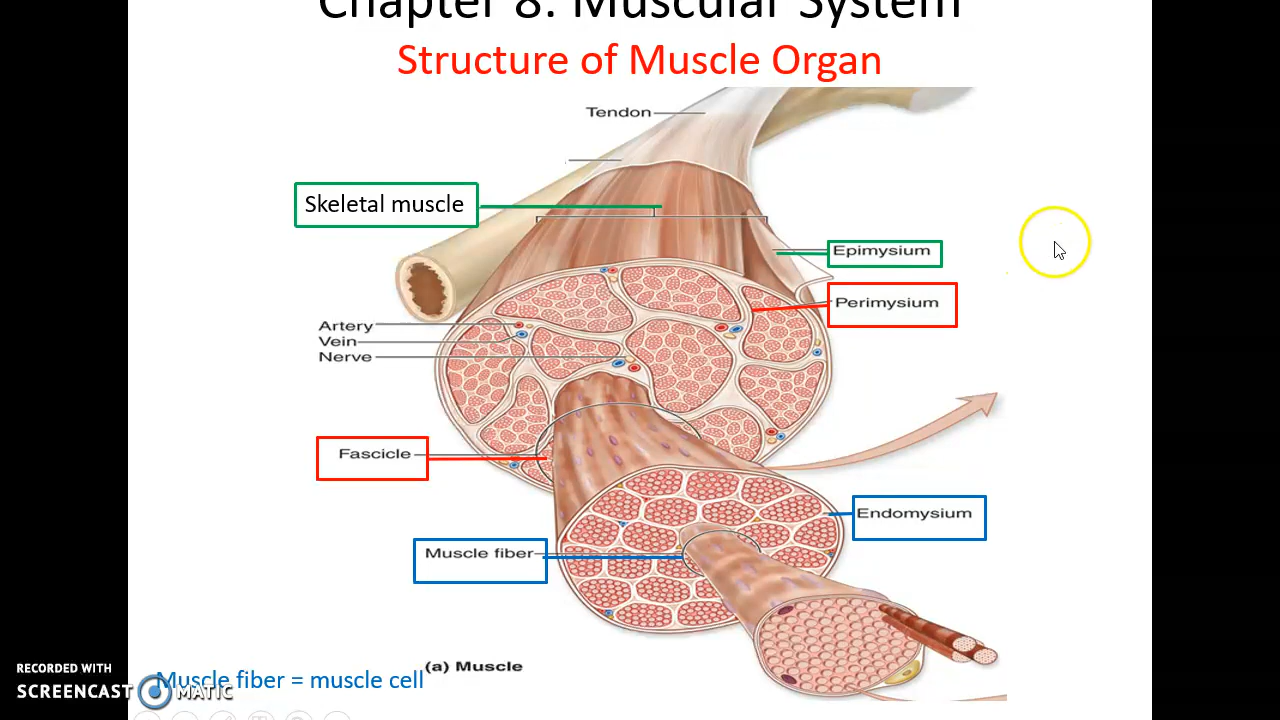 Chapter 8: Muscular System
Structure of Muscle Organ
Tendon
Skeletal muscle
Epimysium
Perimysium
Artery
Vein
Nerve
Fascicle
Endomysium
Muscle fiber
(a) Muscle
Muscle fiber = muscle cell
RECORDED WITH
SCREENCAST MATIC